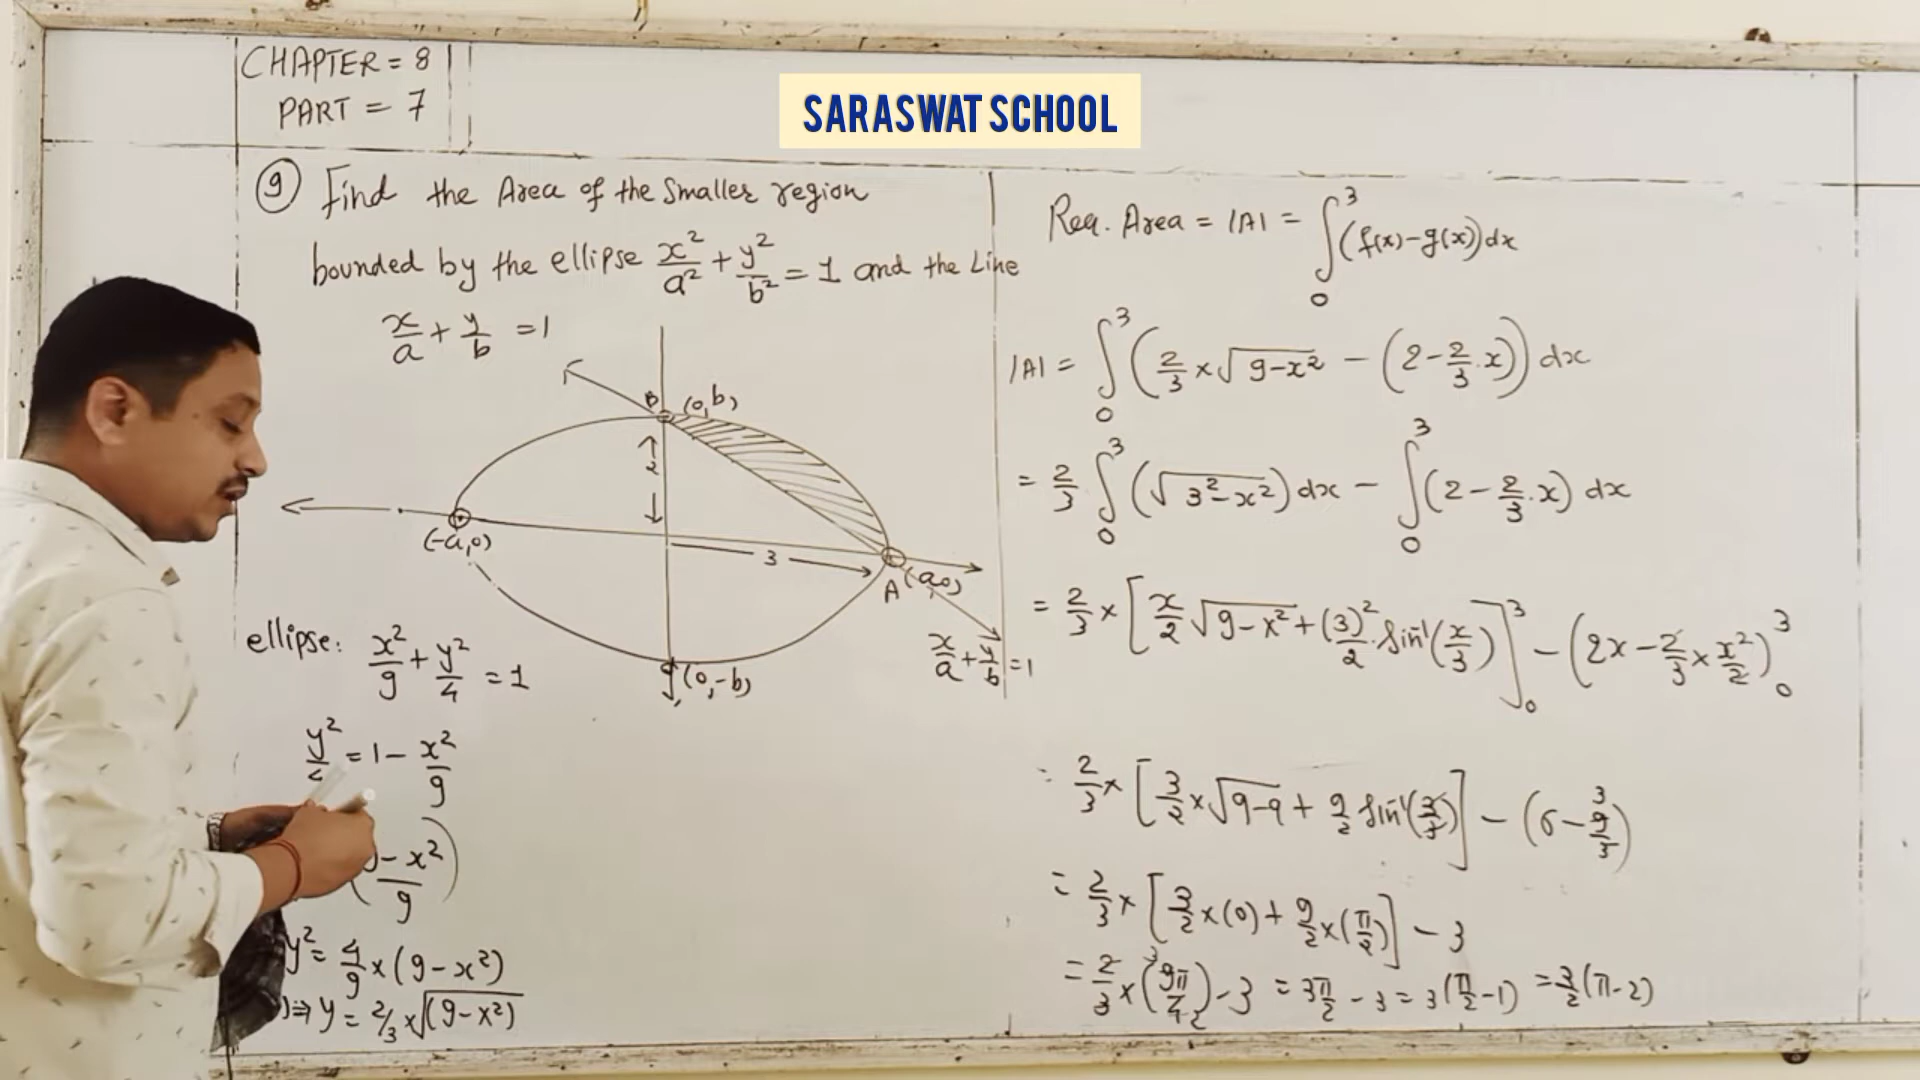 CHAPTER = 8
PART = 7
SARASWAT SCHOOL
9 Find the Area of the Smaller region
bounded by the ellipse x²/a² + y²/b² = 1 and the Line
x/a + y/b = 1
B (0,b)
2
(-a,0)
3
A (a,0)
x/a + y/b = 1
(0,-b)
ellipse: x²/9 + y²/4 = 1
y²/4 = 1 - x²/9
- x²)/9
y² = 4/9 × (9-x²)
⇒ y = 2/3 × √(9-x²)
Req. Area = |A| = ∫₀³ (f(x)-g(x)) dx
|A| = ∫₀³ (2/3 × √9-x² - (2 - 2/3 . x)) dx
= 2/3 ∫₀³ (√3²-x²) dx - ∫₀³ (2 - 2/3 . x) dx
= 2/3 × [x/2 √9-x² + (3)²/2 . Sin⁻¹(x/3)]₀³ - (2x - 2/3 × x²/2)₀³
= 2/3 × [3/2 × √9-9 + 9/2 Sin⁻¹(3/3)] - (6 - 9/3 3)
= 2/3 × [3/2 × (0) + 9/2 × (π/2)] - 3
= 2/3 × (9π/4) - 3 = 3π/2 - 3 = 3(π/2 - 1) = 3/2 (π-2)